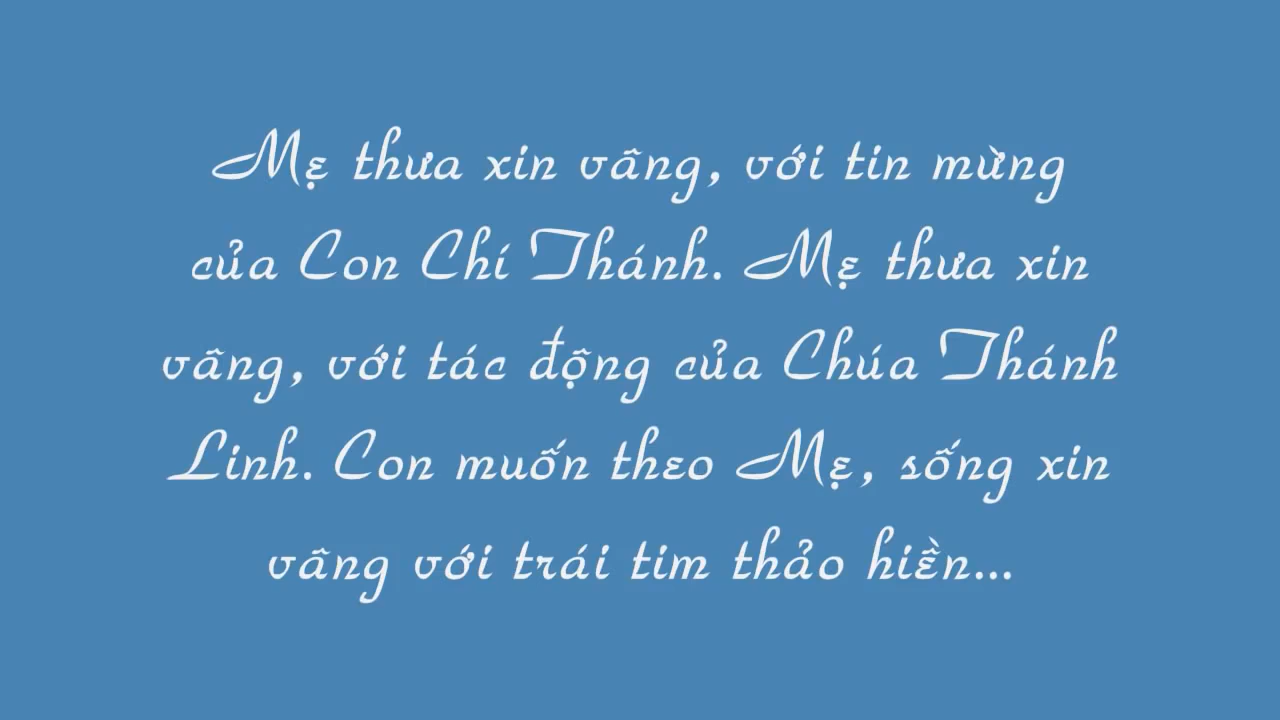 Mẹ thưa xin vâng, với tin mừng
của Con Chí Thánh. Mẹ thưa xin
vâng, với tác động của Chúa Thánh
Linh. Con muốn theo Mẹ, sống xin
vâng với trái tim thảo hiền...